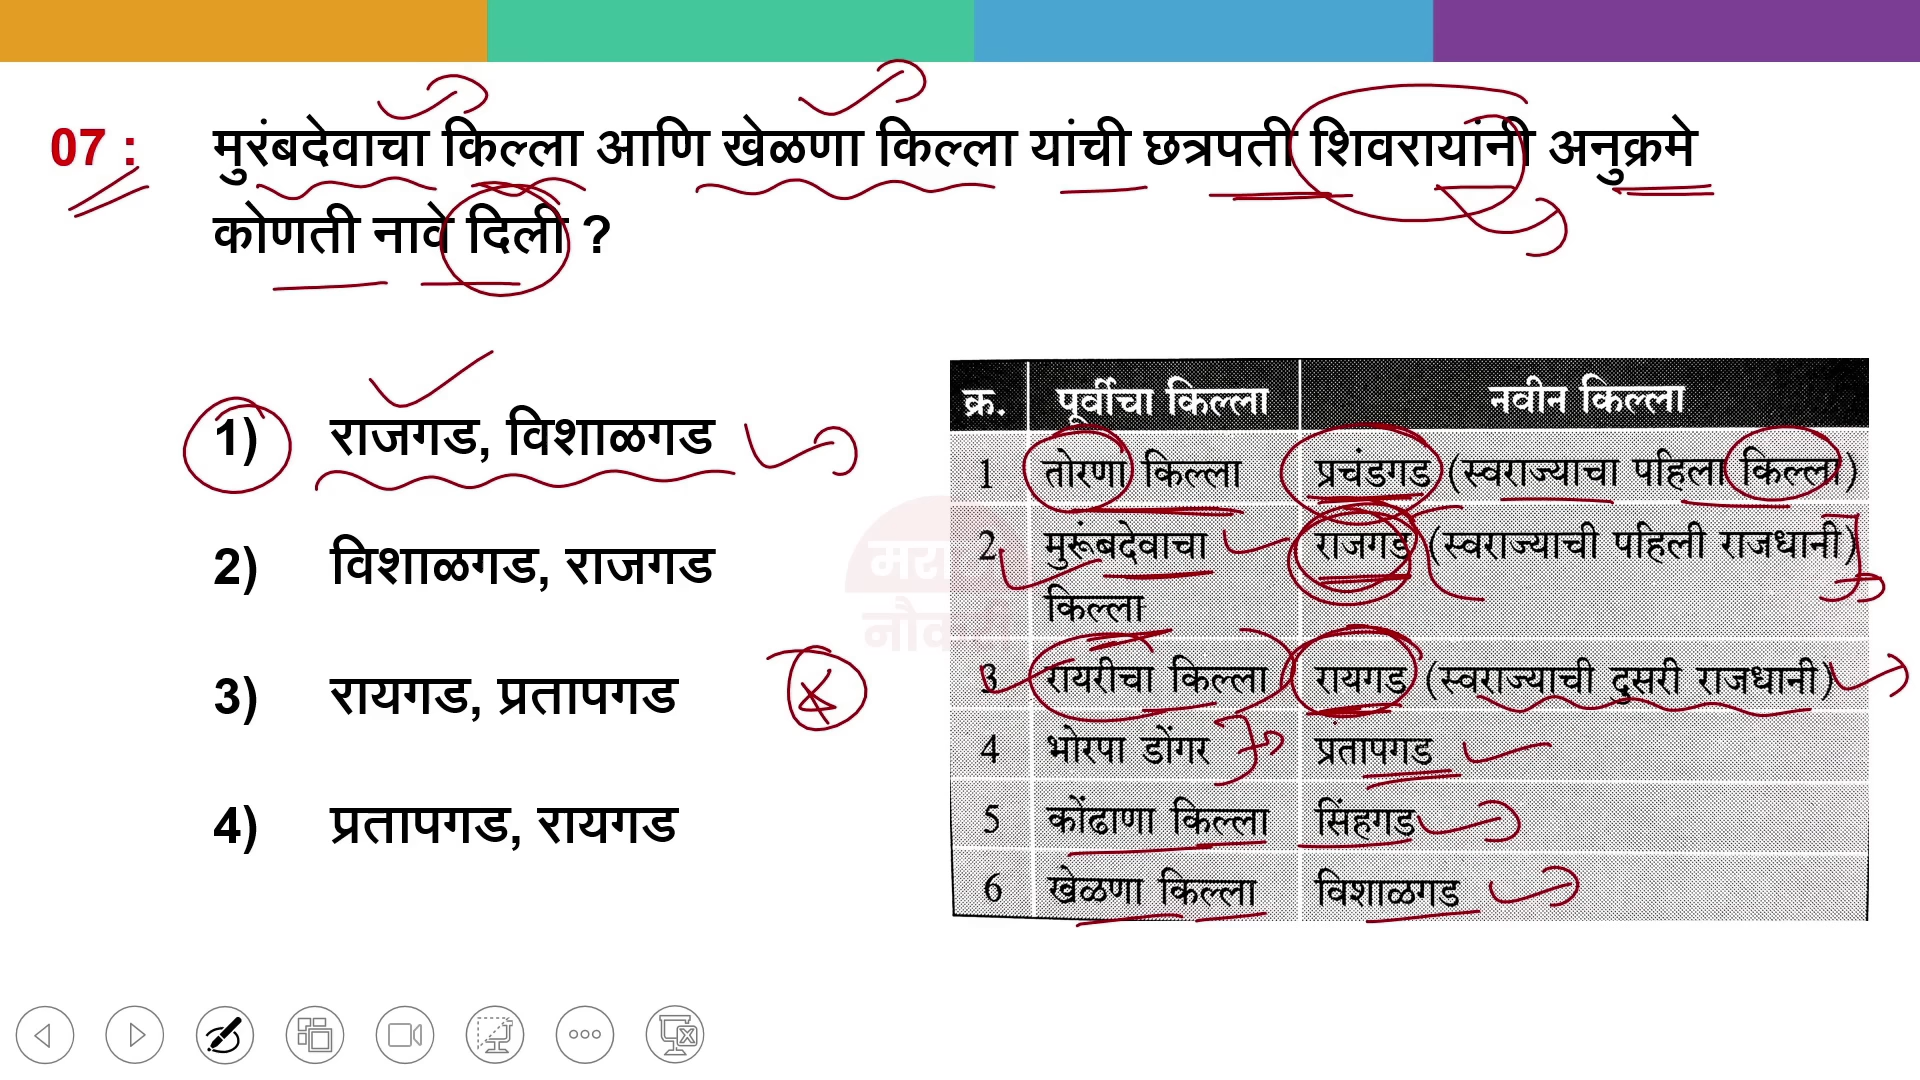 07 : मुरंबदेवाचा किल्ला आणि खेळणा किल्ला यांची छत्रपती शिवरायांनी अनुक्रमे
कोणती नावे दिली ?
1) राजगड, विशाळगड
2) विशाळगड, राजगड
3) रायगड, प्रतापगड
4) प्रतापगड, रायगड
क्र. पूर्वीचा किल्ला नवीन किल्ला
1 तोरणा किल्ला प्रचंडगड (स्वराज्याचा पहिला किल्ला)
2 मुरूंबदेवाचा राजगड (स्वराज्याची पहिली राजधानी)
किल्ला
3 रायरीचा किल्ला रायगड (स्वराज्याची दुसरी राजधानी)
4 भोरपा डोंगर प्रतापगड
5 कोंढाणा किल्ला सिंहगड
6 खेळणा किल्ला विशाळगड